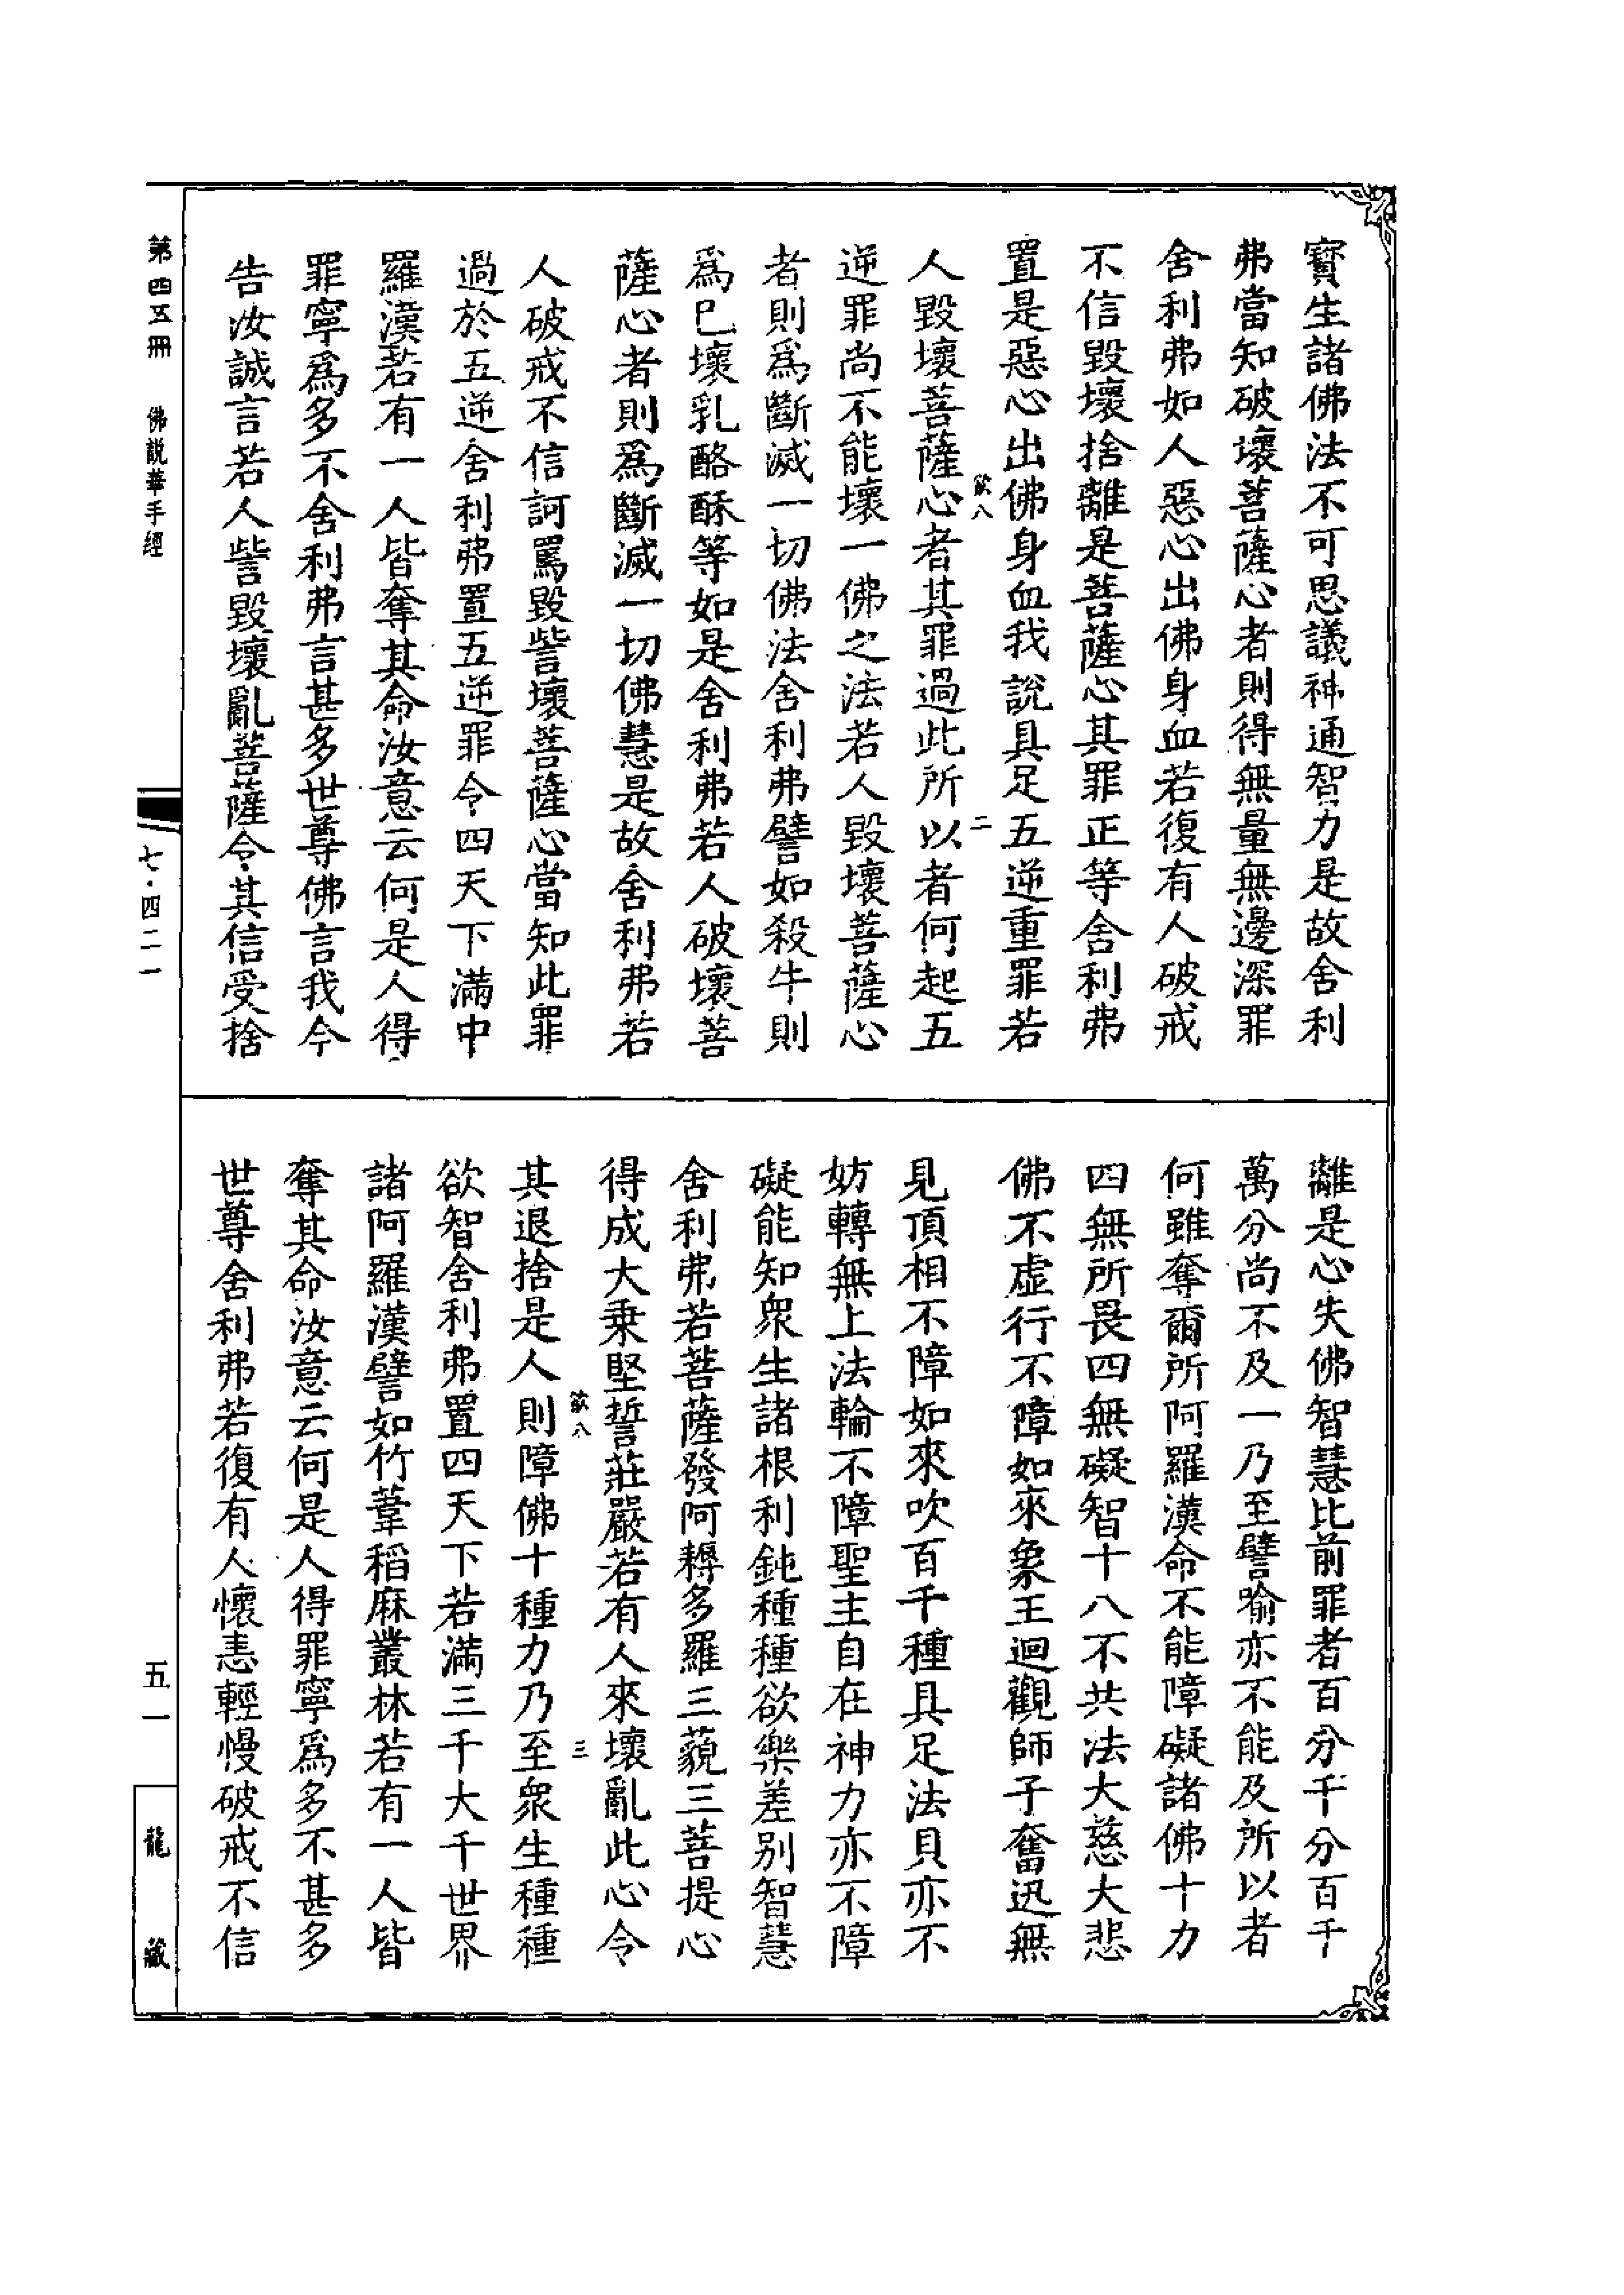 寶生諸佛法不可思議神通智力是故舍利
弗當知破壞菩薩心者則得無量無邊深罪
舍利弗如人惡心出佛身血若復有人破戒
不信毀壞捨離是菩薩心其罪正等舍利弗
置是惡心出佛身血我說具足五逆重罪若
欲八 二
人毀壞菩薩心者其罪過此所以者何起五
逆罪尚不能壞一佛之法若人毀壞菩薩心
者則爲斷滅一切佛法舍利弗譬如殺牛則
爲已壞乳酪酥等如是舍利弗若人破壞菩
薩心者則爲斷滅一切佛慧是故舍利弗若
人破戒不信訶罵毀訾壞菩薩心當知此罪
過於五逆舍利弗置五逆罪令四天下滿中
羅漢若有一人皆奪其命汝意云何是人得
罪寧爲多不舍利弗言甚多世尊佛言我今
告汝誠言若人訾毀壞亂菩薩令其信受捨
離是心失佛智慧比前罪者百分千分百千
萬分尚不及一乃至譬喻亦不能及所以者
何雖奪爾所阿羅漢命不能障礙諸佛十力
四無所畏四無礙智十八不共法大慈大悲
佛不虛行不障如來象王迴觀師子奮迅無
見頂相不障如來吹百千種具足法貝亦不
妨轉無上法輪不障聖主自在神力亦不障
礙能知衆生諸根利鈍種種欲樂差别智慧
舍利弗若菩薩發阿耨多羅三藐三菩提心
得成大乘堅誓莊嚴若有人來壞亂此心令
欲八 三
其退捨是人則障佛十種力乃至衆生種種
欲智舍利弗置四天下若滿三千大千世界
諸阿羅漢譬如竹葦稻麻叢林若有一人皆
奪其命汝意云何是人得罪寧爲多不甚多
世尊舍利弗若復有人懷恚輕慢破戒不信
第四五冊 佛說華手經
七·四二一
五一
龍藏